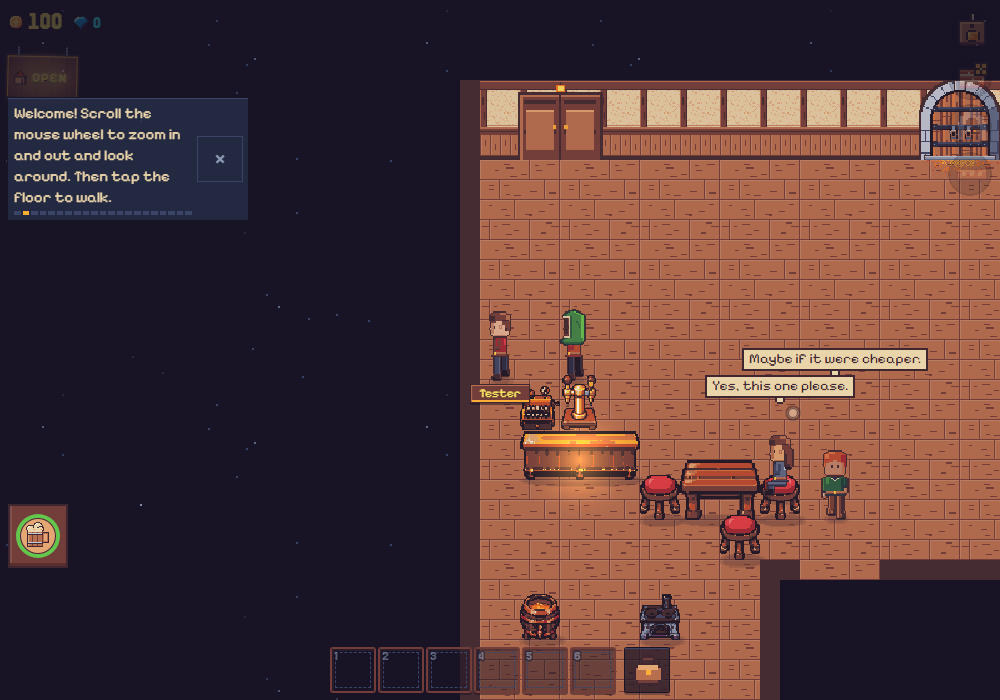 100
0
OPEN
Welcome! Scroll the
mouse wheel to zoom in
and out and look
around. Then tap the
floor to walk.
Maybe if it were cheaper.
Yes, this one please.
Tester
1 2 3 4 5 6